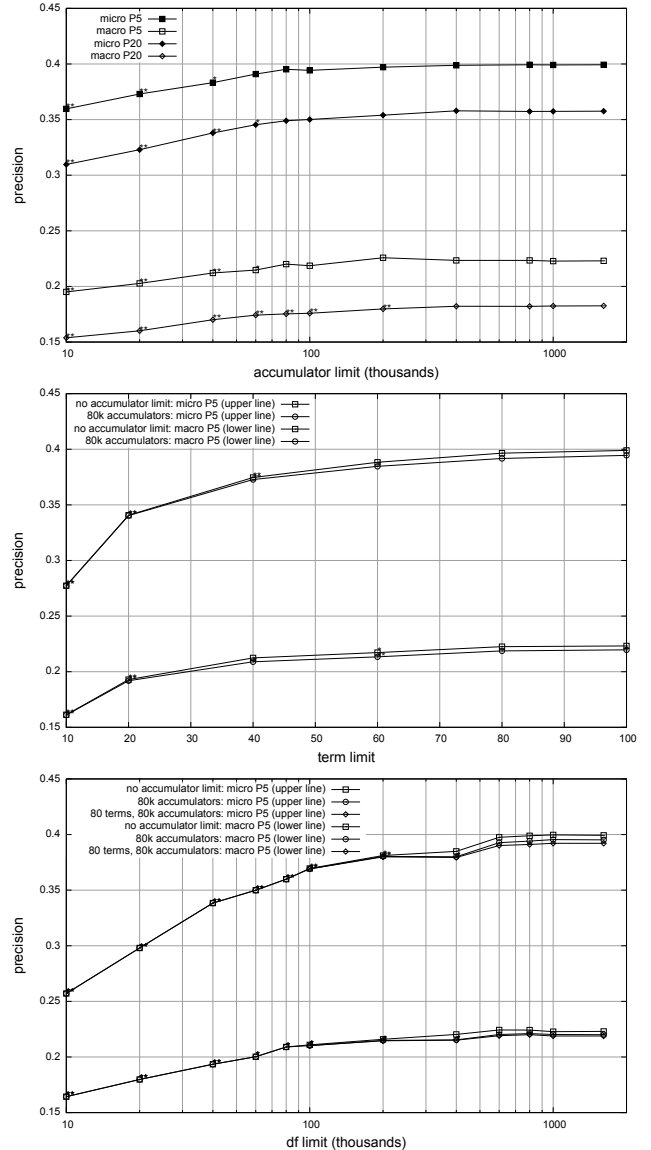 micro P5
macro P5
micro P20
macro P20
0.4
0.35
0.3
0.25
0.2
0.15
precision
10 100 1000
accumulator limit (thousands)
0.45
no accumulator limit: micro P5 (upper line)
80k accumulators: micro P5 (upper line)
no accumulator limit: macro P5 (lower line)
80k accumulators: macro P5 (lower line)
0.4
0.35
0.3
0.25
0.2
0.15
precision
10 20 30 40 50 60 70 80 90 100
term limit
0.45
no accumulator limit: micro P5 (upper line)
80k accumulators: micro P5 (upper line)
80 terms, 80k accumulators: micro P5 (upper line)
no accumulator limit: macro P5 (lower line)
80k accumulators: macro P5 (lower line)
80 terms, 80k accumulators: macro P5 (lower line)
0.4
0.35
0.3
0.25
0.2
0.15
precision
10 100 1000
df limit (thousands)